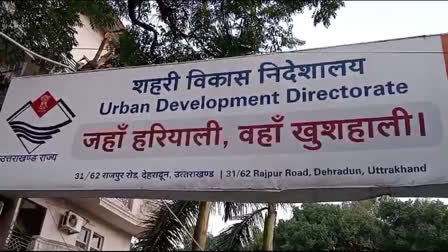 शहरी विकास निदेशालय
Urban Development Directorate
जहाँ हरियाली, वहाँ खुशहाली।
उत्तराखण्ड राज्य
31/62 राजपुर रोड, देहरादून, उत्तराखण्ड | 31/62 Rajpur Road, Dehradun, Uttrakhand